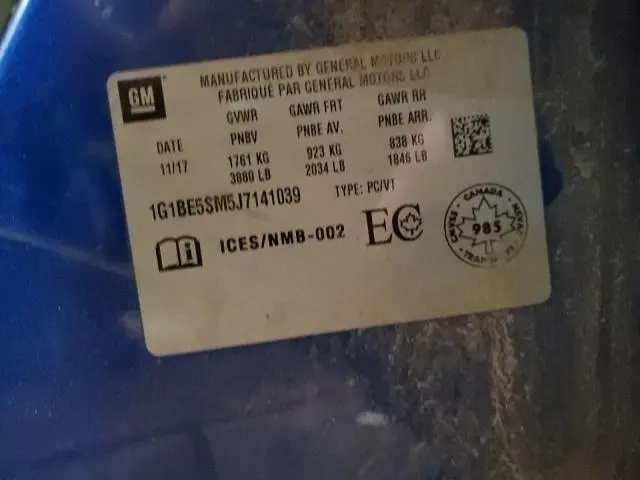 GM
MANUFACTURED BY GENERAL MOTORS LLC
FABRIQUÉ PAR GENERAL MOTORS LLC
GVWR GAWR FRT GAWR RR
DATE PNBV PNBE AV. PNBE ARR.
11/17 1761 KG 923 KG 838 KG
3880 LB 2034 LB 1846 LB
1G1BE5SM5J7141039 TYPE: PC/VT
ICES/NMB-002 EC
CANADA
985